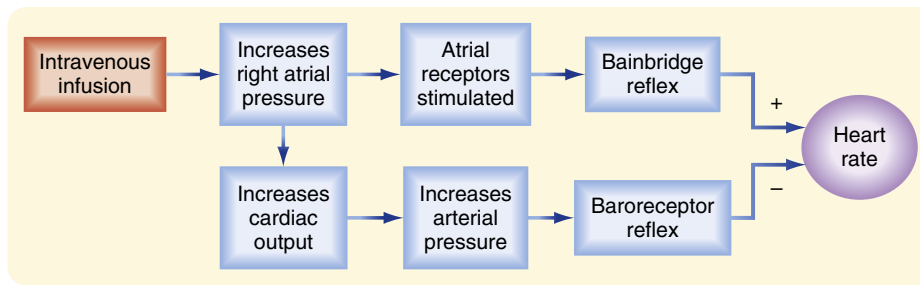 Intravenous
infusion
Increases
right atrial
pressure
Atrial
receptors
stimulated
Bainbridge
reflex
+
Heart
rate
Increases
cardiac
output
Increases
arterial
pressure
Baroreceptor
reflex
–